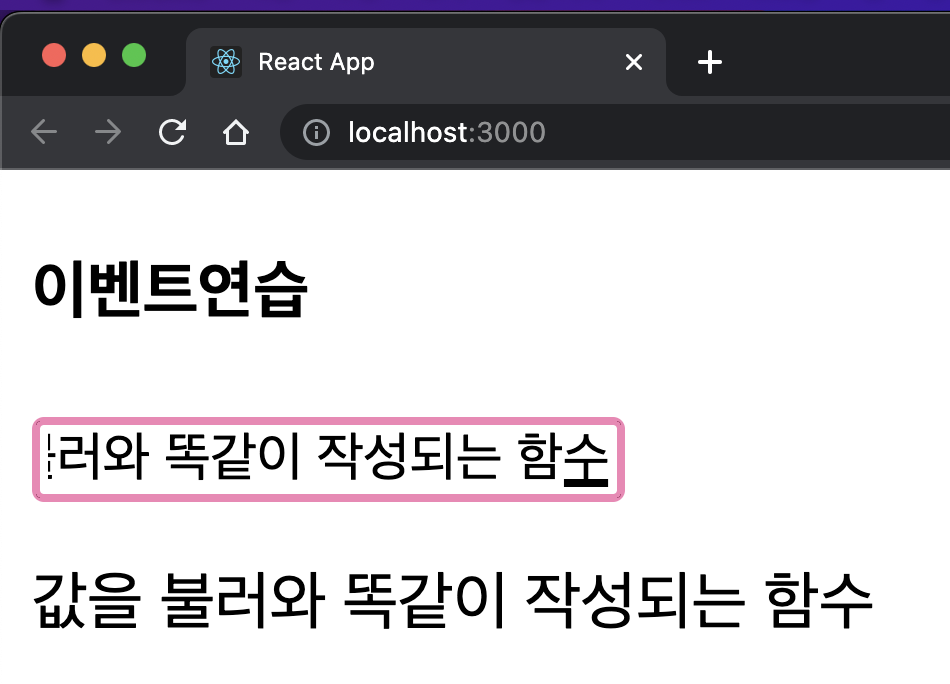 React App
localhost:3000
이벤트연습
러와 똑같이 작성되는 함수
값을 불러와 똑같이 작성되는 함수